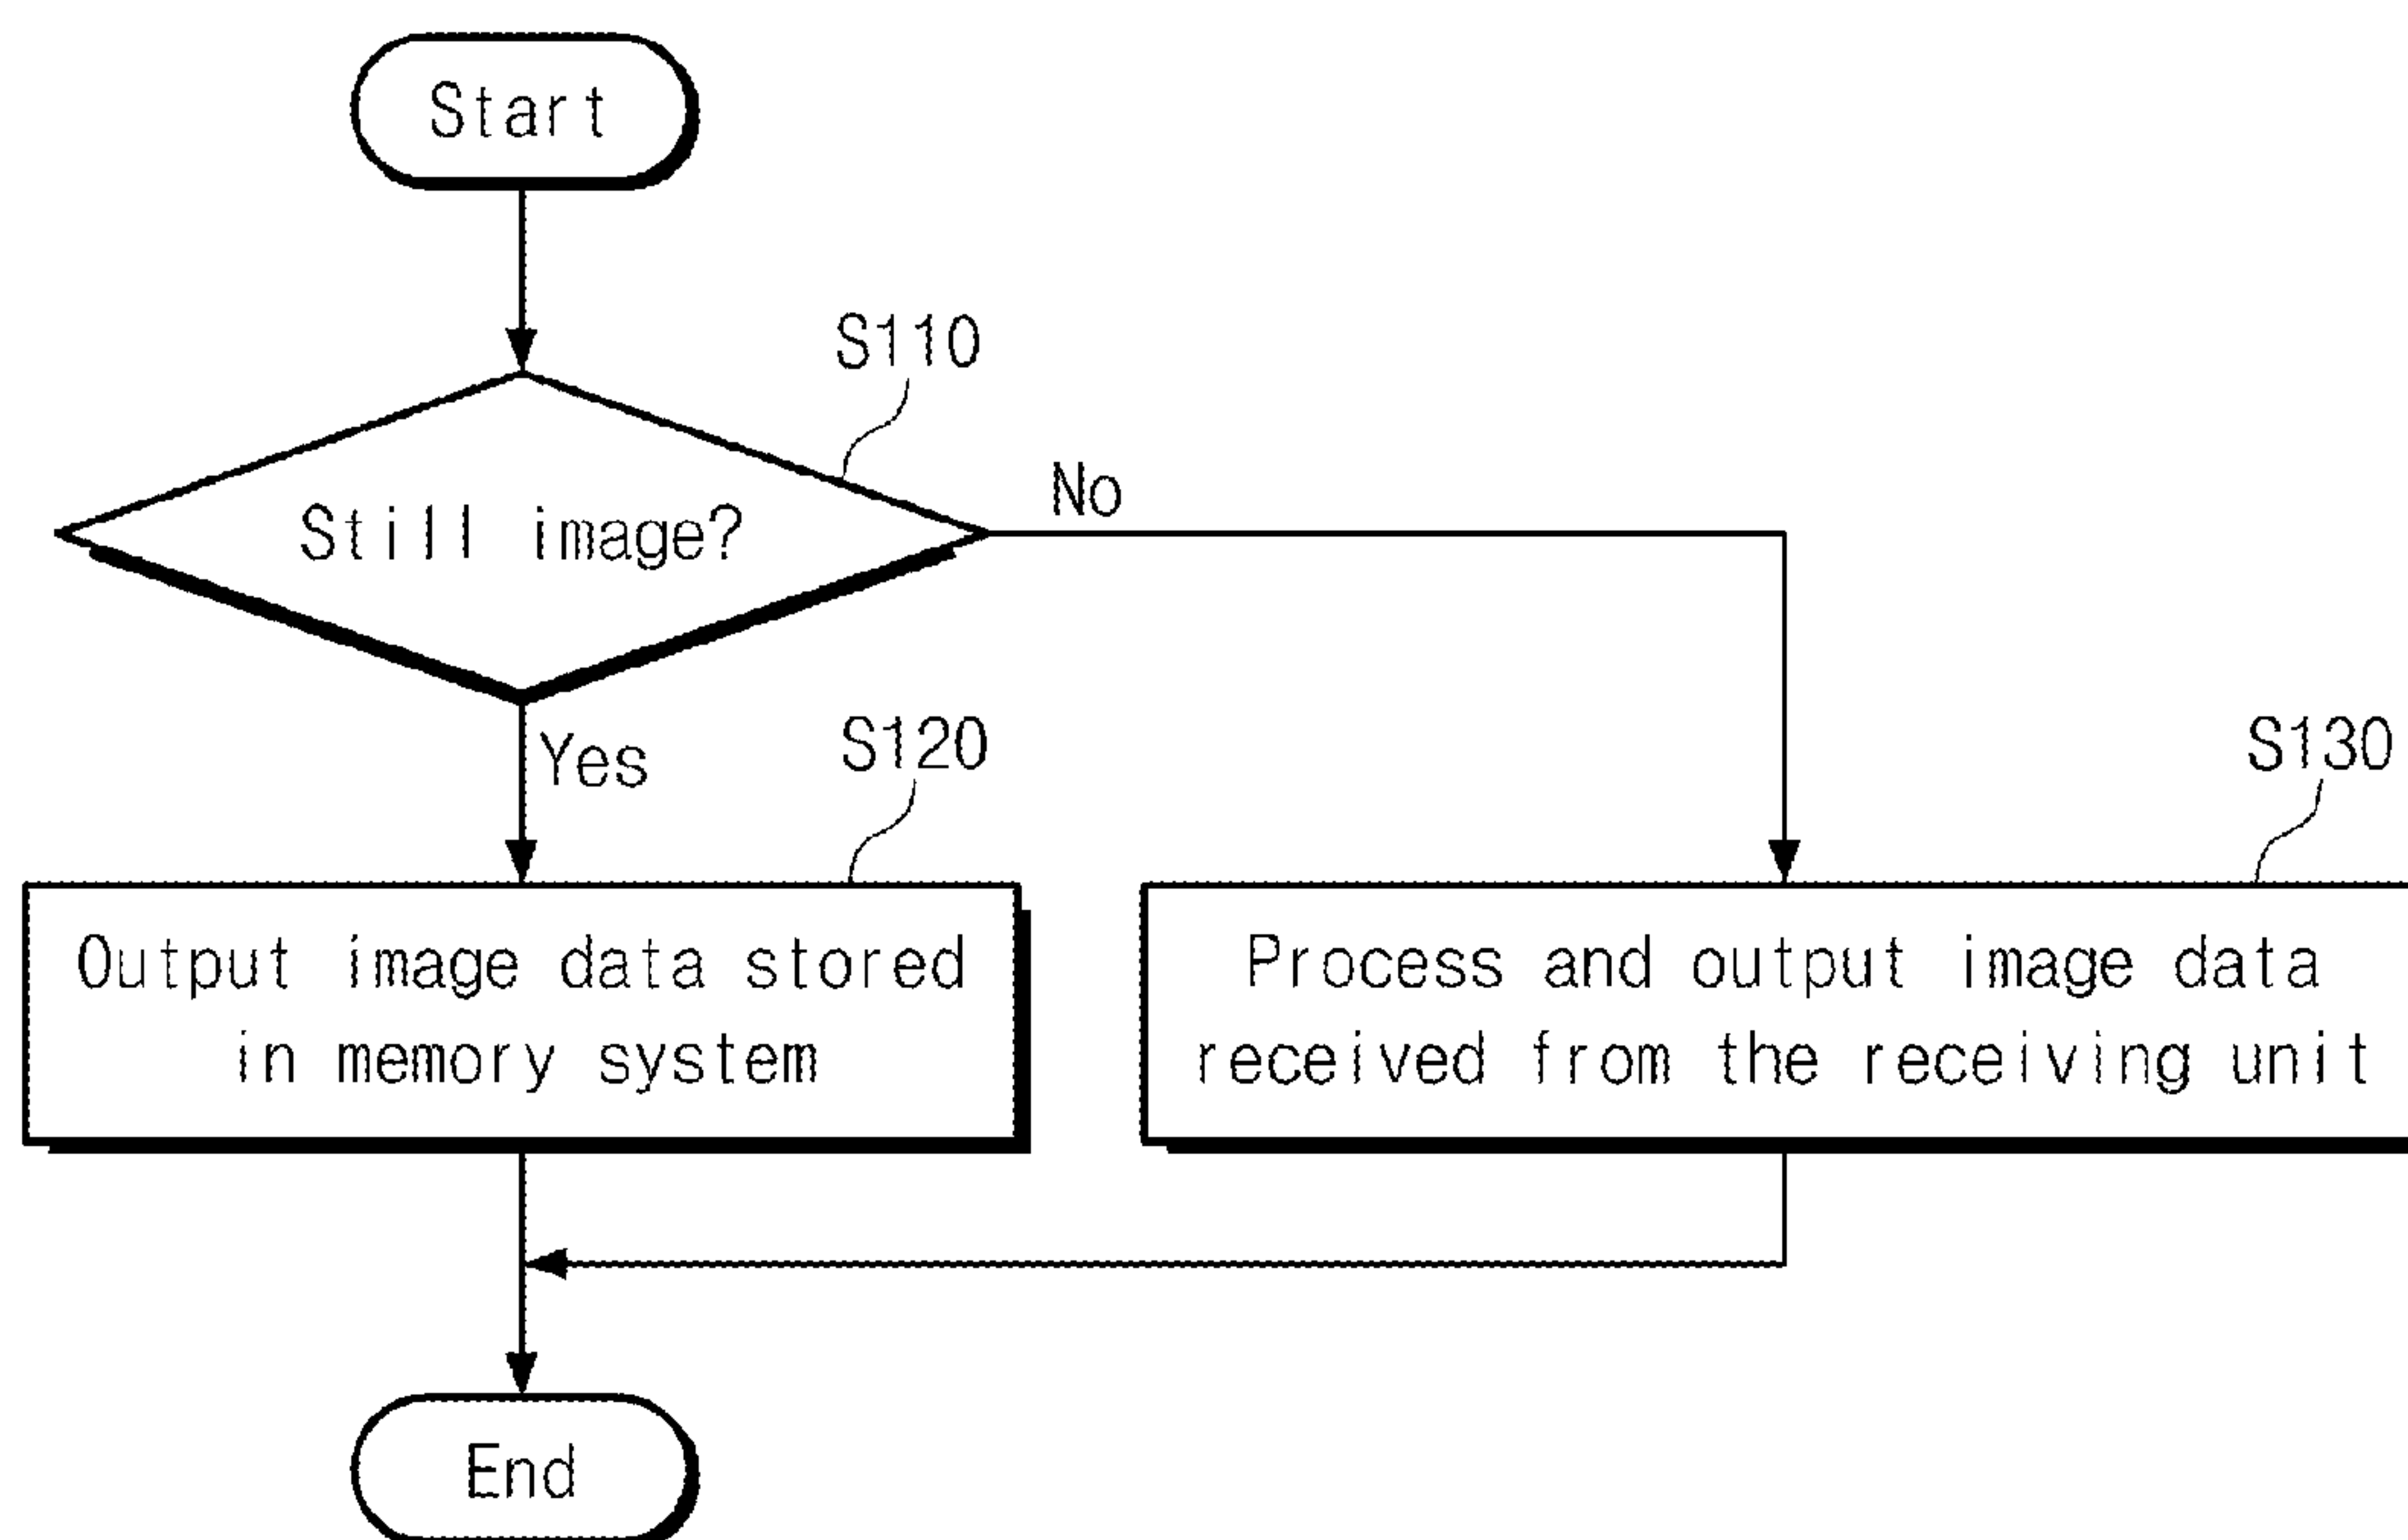 Start
S110
Still image?
No
Yes
S120
S130
Output image data stored
in memory system
Process and output image data
received from the receiving unit
End